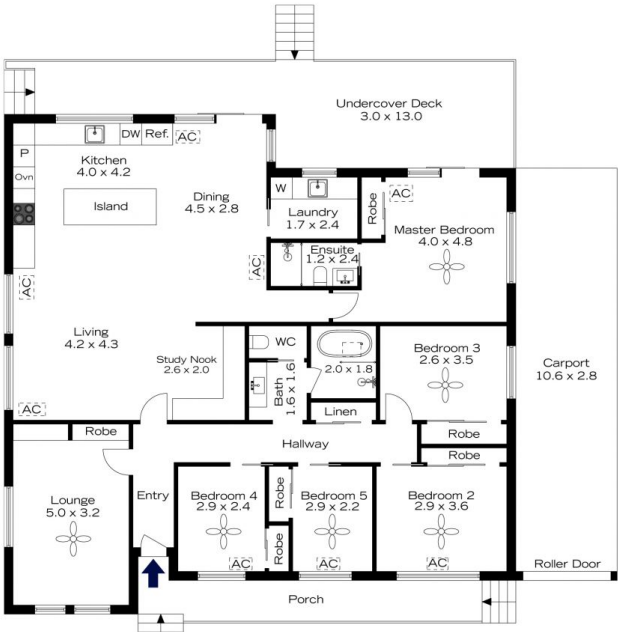 Undercover Deck
3.0 x 13.0
DW
Ref.
AC
P
Kitchen
4.0 x 4.2
Ovn
Island
Dining
4.5 x 2.8
W
Laundry
1.7 x 2.4
Robe
AC
Master Bedroom
4.0 x 4.8
Ensuite
1.2 x 2.4
AC
AC
Living
4.2 x 4.3
Study Nook
2.6 x 2.0
WC
Bath
1.6 x 1.6
2.0 x 1.8
Bedroom 3
2.6 x 3.5
Carport
10.6 x 2.8
AC
Linen
Robe
Robe
Hallway
Robe
Lounge
5.0 x 3.2
Entry
Bedroom 4
2.9 x 2.4
Robe
Robe
Bedroom 5
2.9 x 2.2
Bedroom 2
2.9 x 3.6
AC
AC
AC
Roller Door
Porch